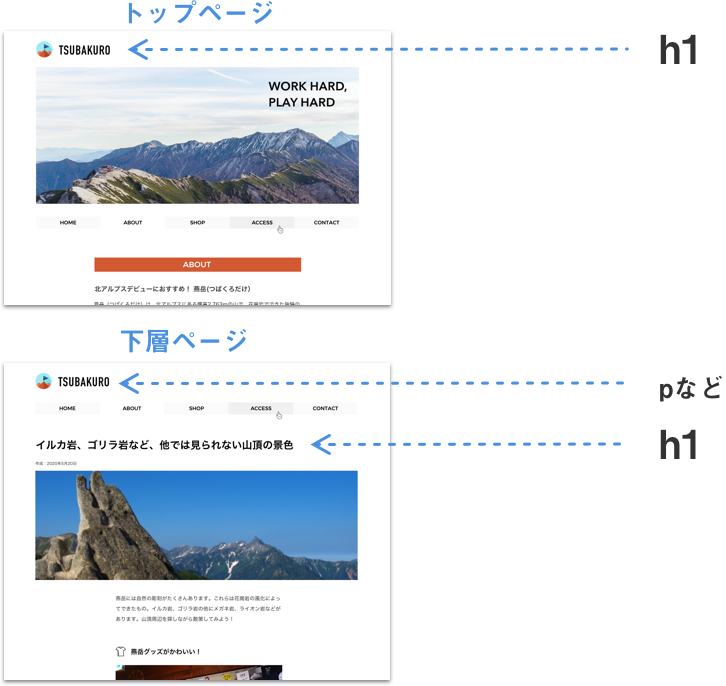 トップページ
TSUBAKURO
h1
WORK HARD,
PLAY HARD
HOME ABOUT SHOP ACCESS CONTACT
ABOUT
北アルプスデビューにおすすめ！ 燕岳(つばくろだけ)
下層ページ
TSUBAKURO
pなど
HOME ABOUT SHOP ACCESS CONTACT
イルカ岩、ゴリラ岩など、他では見られない山頂の景色
h1
作成：2020年5月20日
燕岳には自然の彫刻がたくさんあります。これらは花崗岩の風化によっ
てできたもの。イルカ岩、ゴリラ岩の他にメガネ岩、ライオン岩などが
あります。山頂周辺を探しながら散策してみよう！
燕岳グッズがかわいい！